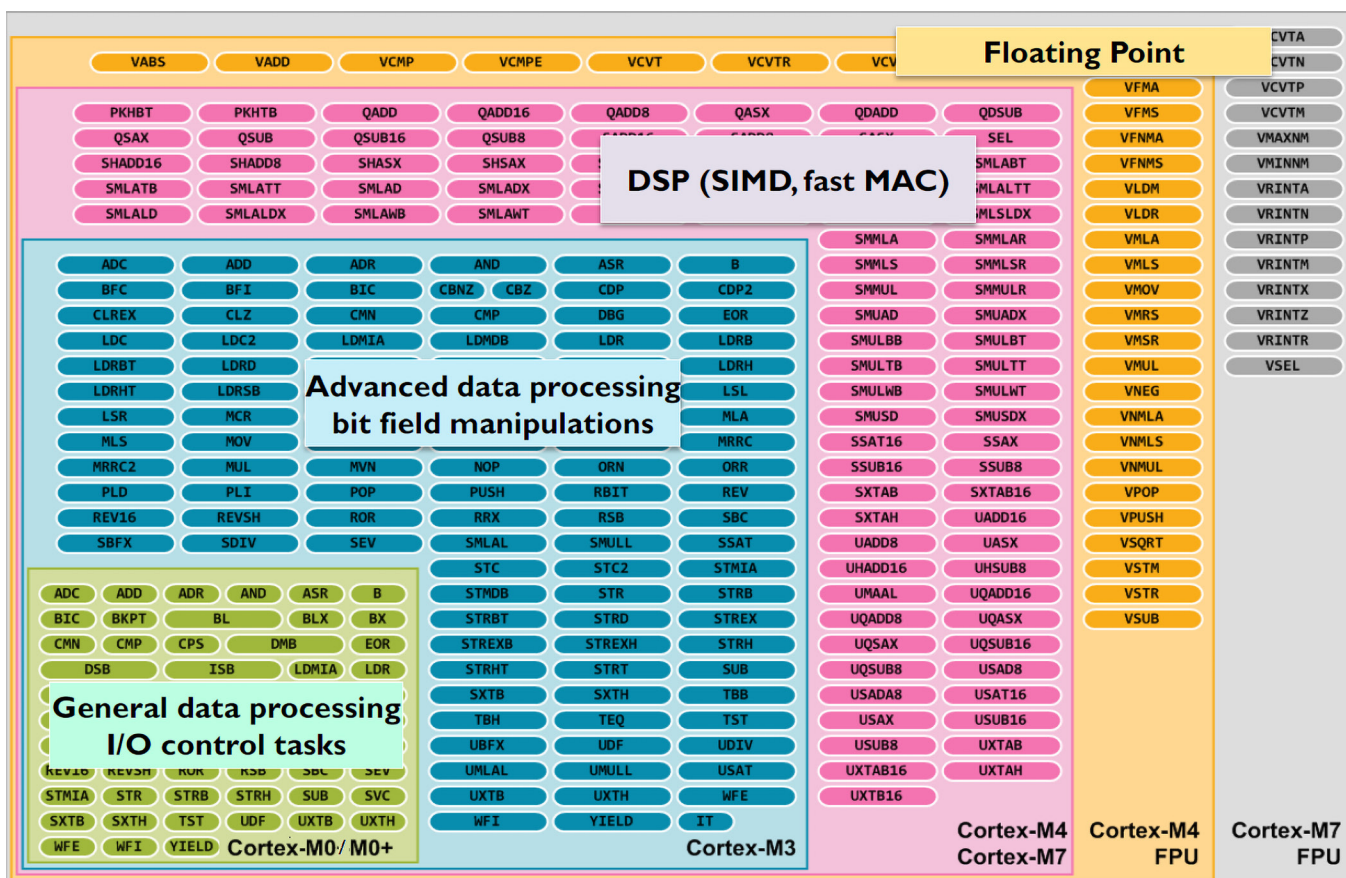 Floating Point
VABS VADD VCMP VCMPE VCVT VCVTR
DSP (SIMD, fast MAC)
PKHBT PKHTB QADD QADD16 QADD8 QASX QDADD QDSUB
QSAX QSUB QSUB16 QSUB8 SEL
SHADD16 SHADD8 SHASX SHSAX SMLABT
SMLATB SMLATT SMLAD SMLADX SMLALTT
SMLALD SMLALDX SMLAWB SMLAWT SMLSLDX
SMMLA SMMLAR
SMMLS SMMLSR
SMMUL SMMULR
SMUAD SMUADX
SMULBB SMULBT
SMULTB SMULTT
SMULWB SMULWT
SMUSD SMUSDX
SSAT16 SSAX
SSUB16 SSUB8
SXTAB SXTAB16
SXTAH UADD16
UADD8 UASX
UHADD16 UHSUB8
UMAAL UQADD16
UQADD8 UQASX
UQSAX UQSUB16
UQSUB8 USAD8
USADA8 USAT16
USAX USUB16
USUB8 UXTAB
UXTAB16 UXTAH
UXTB16
Cortex-M4
Cortex-M7
ADC ADD ADR AND ASR B
BFC BFI BIC CBNZ CBZ CDP CDP2
CLREX CLZ CMN CMP DBG EOR
LDC LDC2 LDMIA LDMDB LDR LDRB
LDRBT LDRD LDRH
LDRHT LDRSB LSL
LSR MCR MLA
MLS MOV MRRC
Advanced data processing
bit field manipulations
MRRC2 MUL MVN NOP ORN ORR
PLD PLI POP PUSH RBIT REV
REV16 REVSH ROR RRX RSB SBC
SBFX SDIV SEV SMLAL SMULL SSAT
STC STC2 STMIA
STMDB STR STRB
STRBT STRD STREX
STREXB STREXH STRH
STRHT STRT SUB
SXTB SXTH TBB
TBH TEQ TST
UBFX UDF UDIV
UMLAL UMULL USAT
UXTB UXTH WFE
WFI YIELD IT
Cortex-M3
ADC ADD ADR AND ASR B
BIC BKPT BL BLX BX
CMN CMP CPS DMB EOR
DSB ISB LDMIA LDR
General data processing
I/O control tasks
REV16 REVSH ROR RSB SBC SEV
STMIA STR STRB STRH SUB SVC
SXTB SXTH TST UDF UXTB UXTH
WFE WFI YIELD Cortex-M0/M0+
VFMA
VFMS
VFNMA
VFNMS
VLDM
VLDR
VMLA
VMLS
VMOV
VMRS
VMSR
VMUL
VNEG
VNMLA
VNMLS
VNMUL
VPOP
VPUSH
VSQRT
VSTM
VSTR
VSUB
Cortex-M4
FPU
VCVTP
VCVTM
VMAXNM
VMINNM
VRINTA
VRINTN
VRINTP
VRINTM
VRINTX
VRINTZ
VRINTR
VSEL
Cortex-M7
FPU